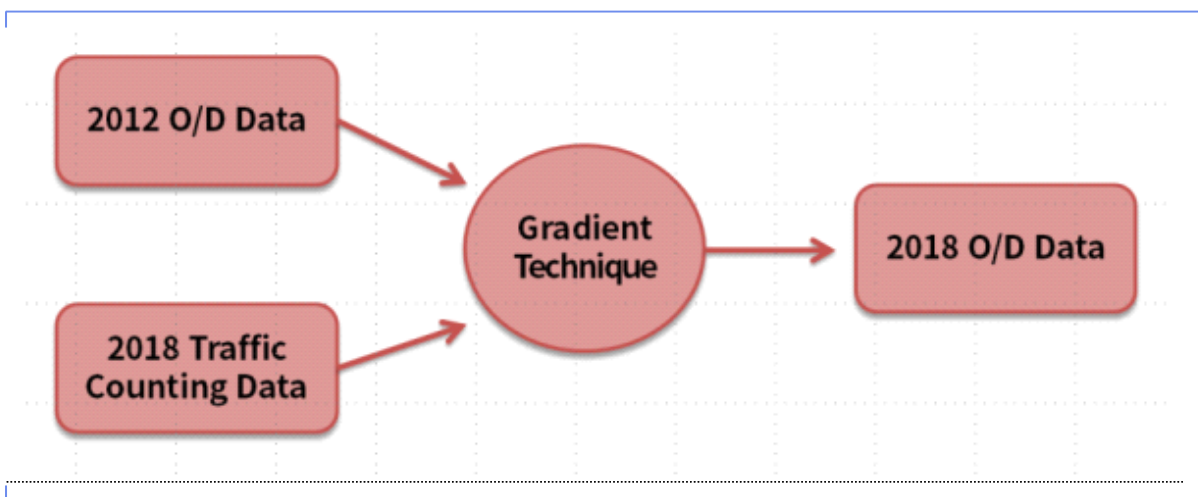 2012 O/D Data
2018 Traffic
Counting Data
Gradient
Technique
2018 O/D Data